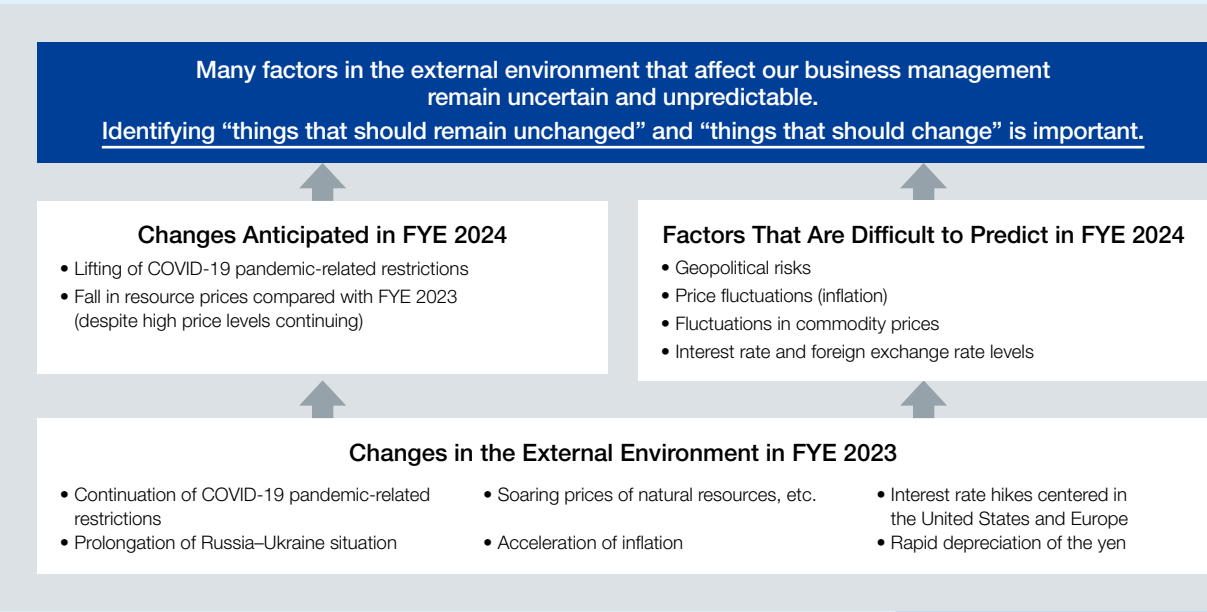 Many factors in the external environment that affect our business management
remain uncertain and unpredictable.
Identifying “things that should remain unchanged” and “things that should change” is important.
Changes Anticipated in FYE 2024
• Lifting of COVID-19 pandemic-related restrictions
• Fall in resource prices compared with FYE 2023
(despite high price levels continuing)
Factors That Are Difficult to Predict in FYE 2024
• Geopolitical risks
• Price fluctuations (inflation)
• Fluctuations in commodity prices
• Interest rate and foreign exchange rate levels
Changes in the External Environment in FYE 2023
• Continuation of COVID-19 pandemic-related
restrictions
• Prolongation of Russia–Ukraine situation
• Soaring prices of natural resources, etc.
• Acceleration of inflation
• Interest rate hikes centered in
the United States and Europe
• Rapid depreciation of the yen